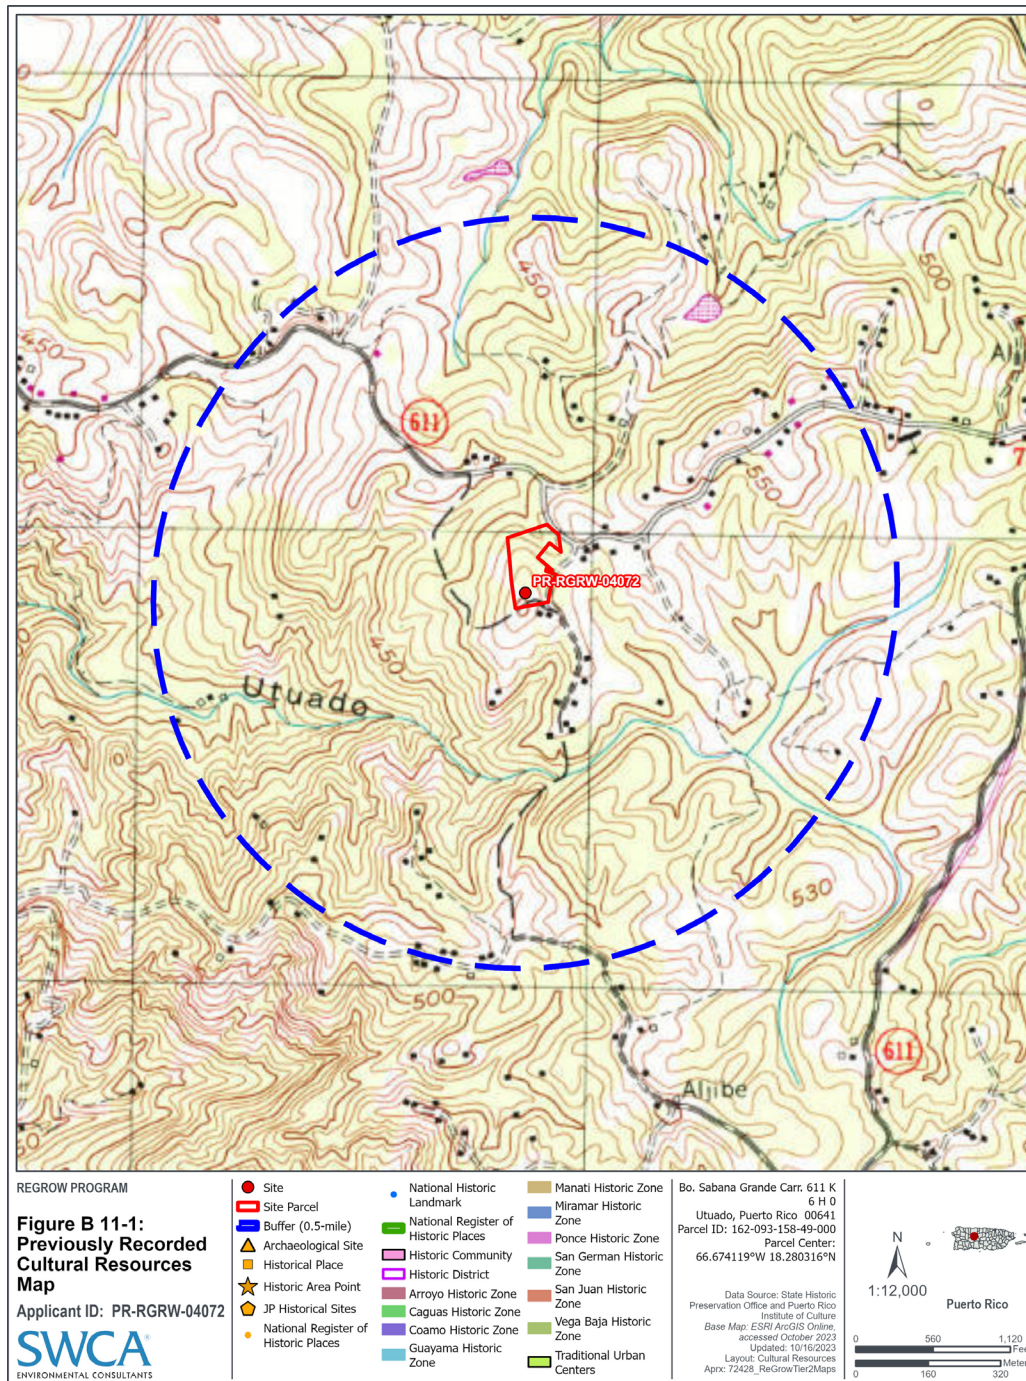 450
500
450
Al
611
550
7
PR-RGRW-04072
450
Utuado
530
500
611
Aljibe
REGROW PROGRAM
Figure B 11-1:
Previously Recorded
Cultural Resources
Map
Applicant ID: PR-RGRW-04072
SWCA®
ENVIRONMENTAL CONSULTANTS
Site
Site Parcel
Buffer (0.5-mile)
Archaeological Site
Historical Place
Historic Area Point
JP Historical Sites
National Register of
Historic Places
National Historic
Landmark
National Register of
Historic Places
Historic Community
Historic District
Arroyo Historic Zone
Caguas Historic Zone
Coamo Historic Zone
Guayama Historic
Zone
Manati Historic Zone
Miramar Historic
Zone
Ponce Historic Zone
San German Historic
Zone
San Juan Historic
Zone
Vega Baja Historic
Zone
Traditional Urban
Centers
Bo. Sabana Grande Carr. 611 K
6 H 0
Utuado, Puerto Rico 00641
Parcel ID: 162-093-158-49-000
Parcel Center:
66.674119°W 18.280316°N
Data Source: State Historic
Preservation Office and Puerto Rico
Institute of Culture
Base Map: ESRI ArcGIS Online,
accessed October 2023
Updated: 10/16/2023
Layout: Cultural Resources
Aprx: 72428_ReGrowTier2Maps
N
1:12,000
Puerto Rico
0 560 1,120
Fee
Meter
0 160 320